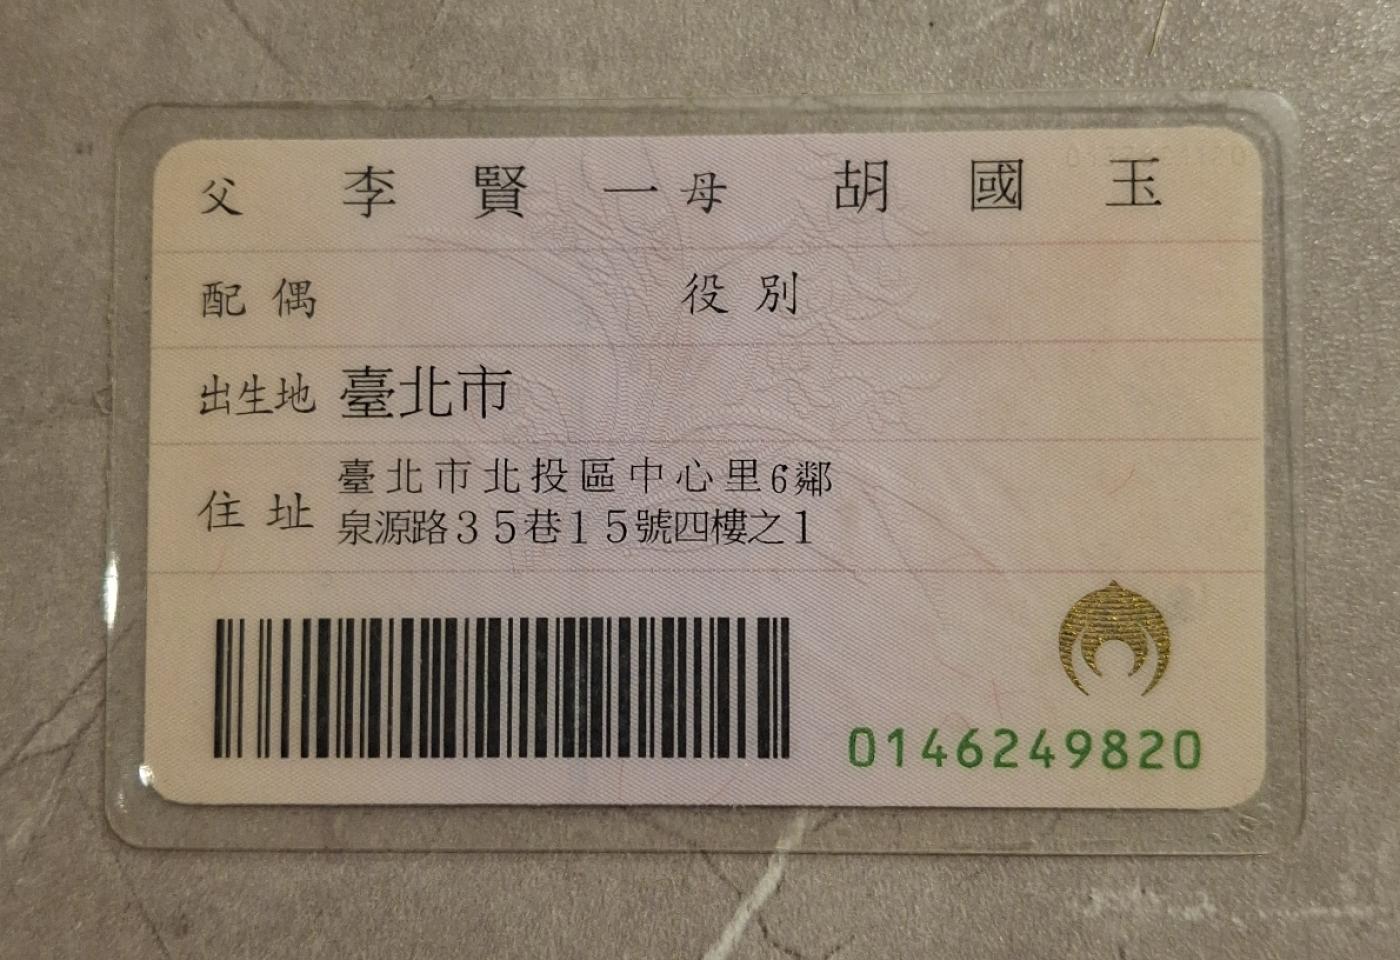 父 李賢一 母 胡國玉
配偶 役別
出生地 臺北市
住址 臺北市北投區中心里6鄰
泉源路35巷15號四樓之1
0146249820